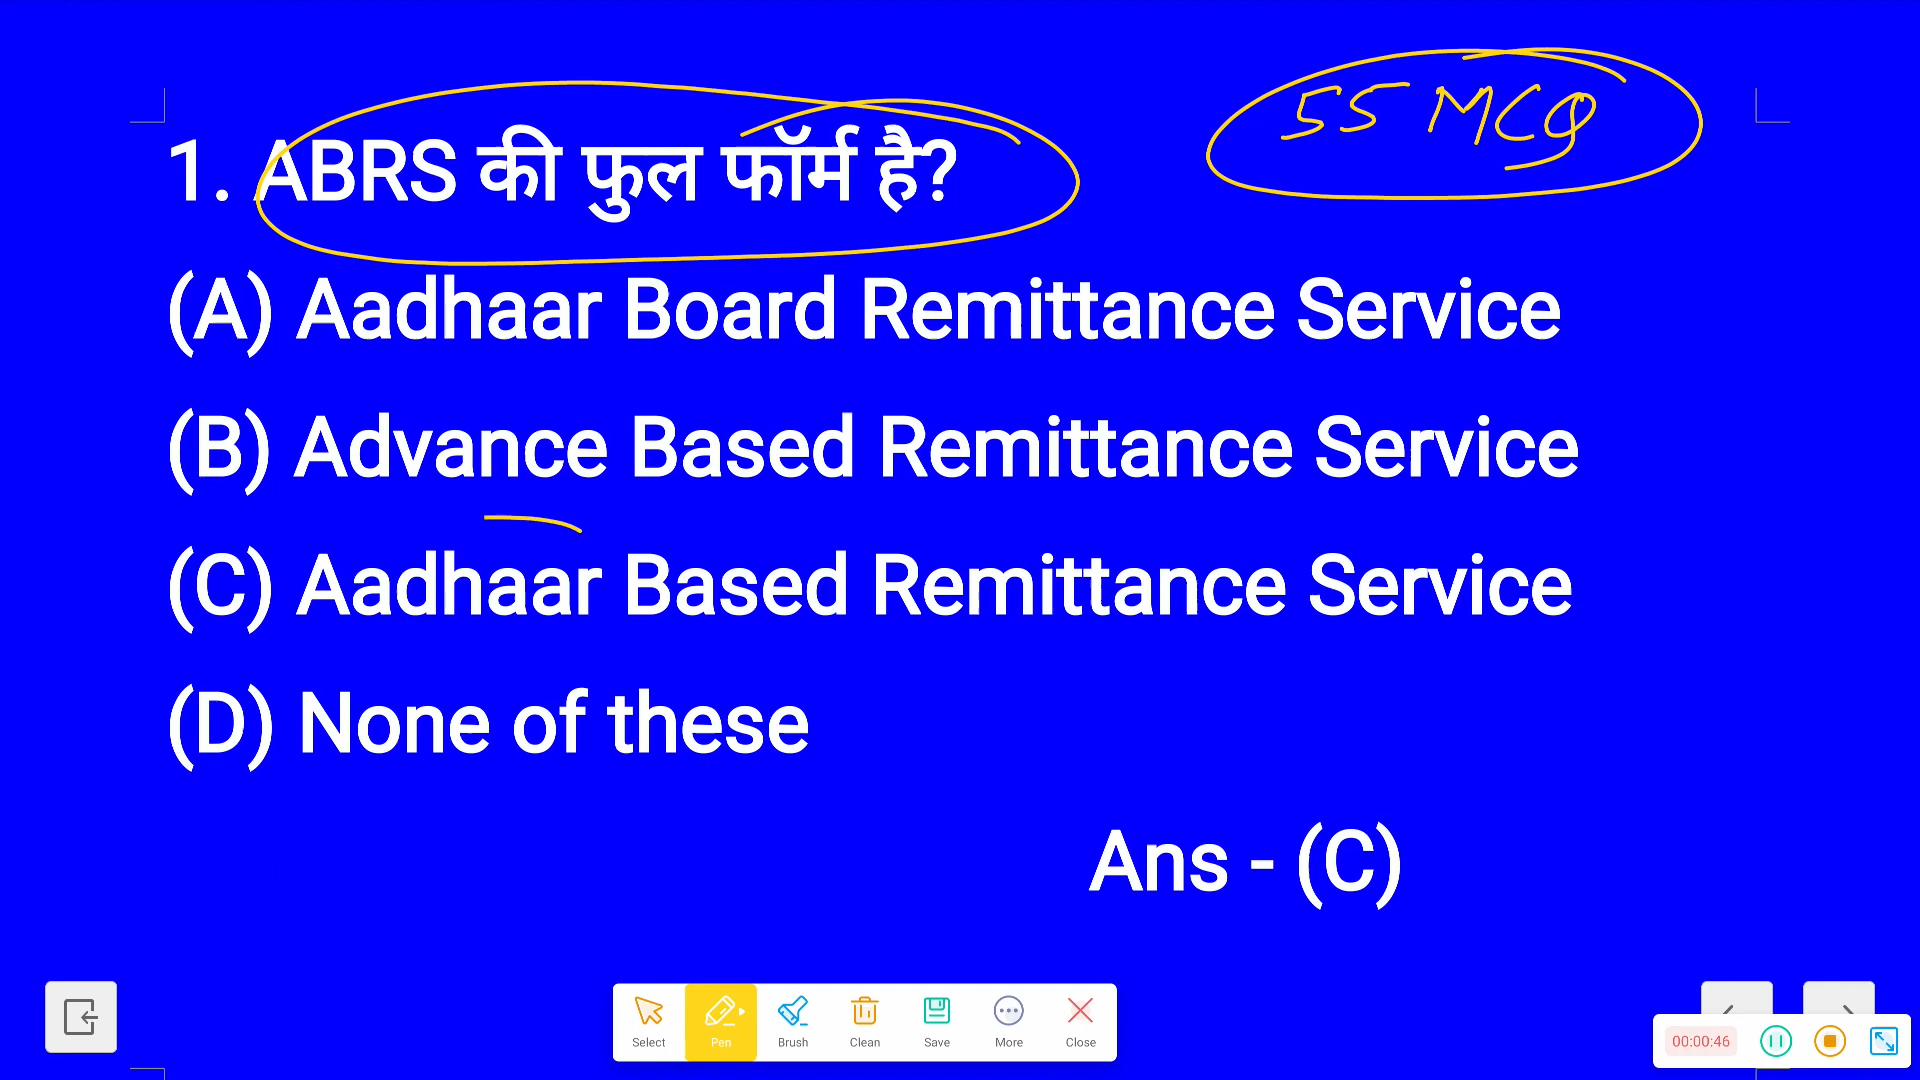 55 MCQ
1. ABRS की फुल फॉर्म है?
(A) Aadhaar Board Remittance Service
(B) Advance Based Remittance Service
(C) Aadhaar Based Remittance Service
(D) None of these
Ans - (C)
Select Pen Brush Clean Save More Close
00:00:46